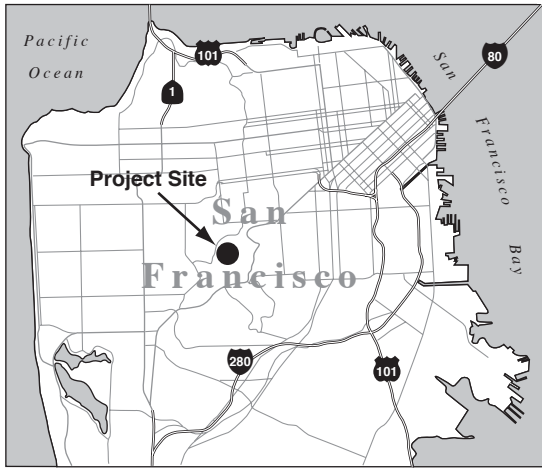 Pacific
Ocean
101
1
80
San
Francisco
Bay
Project Site
San
Francisco
280
101